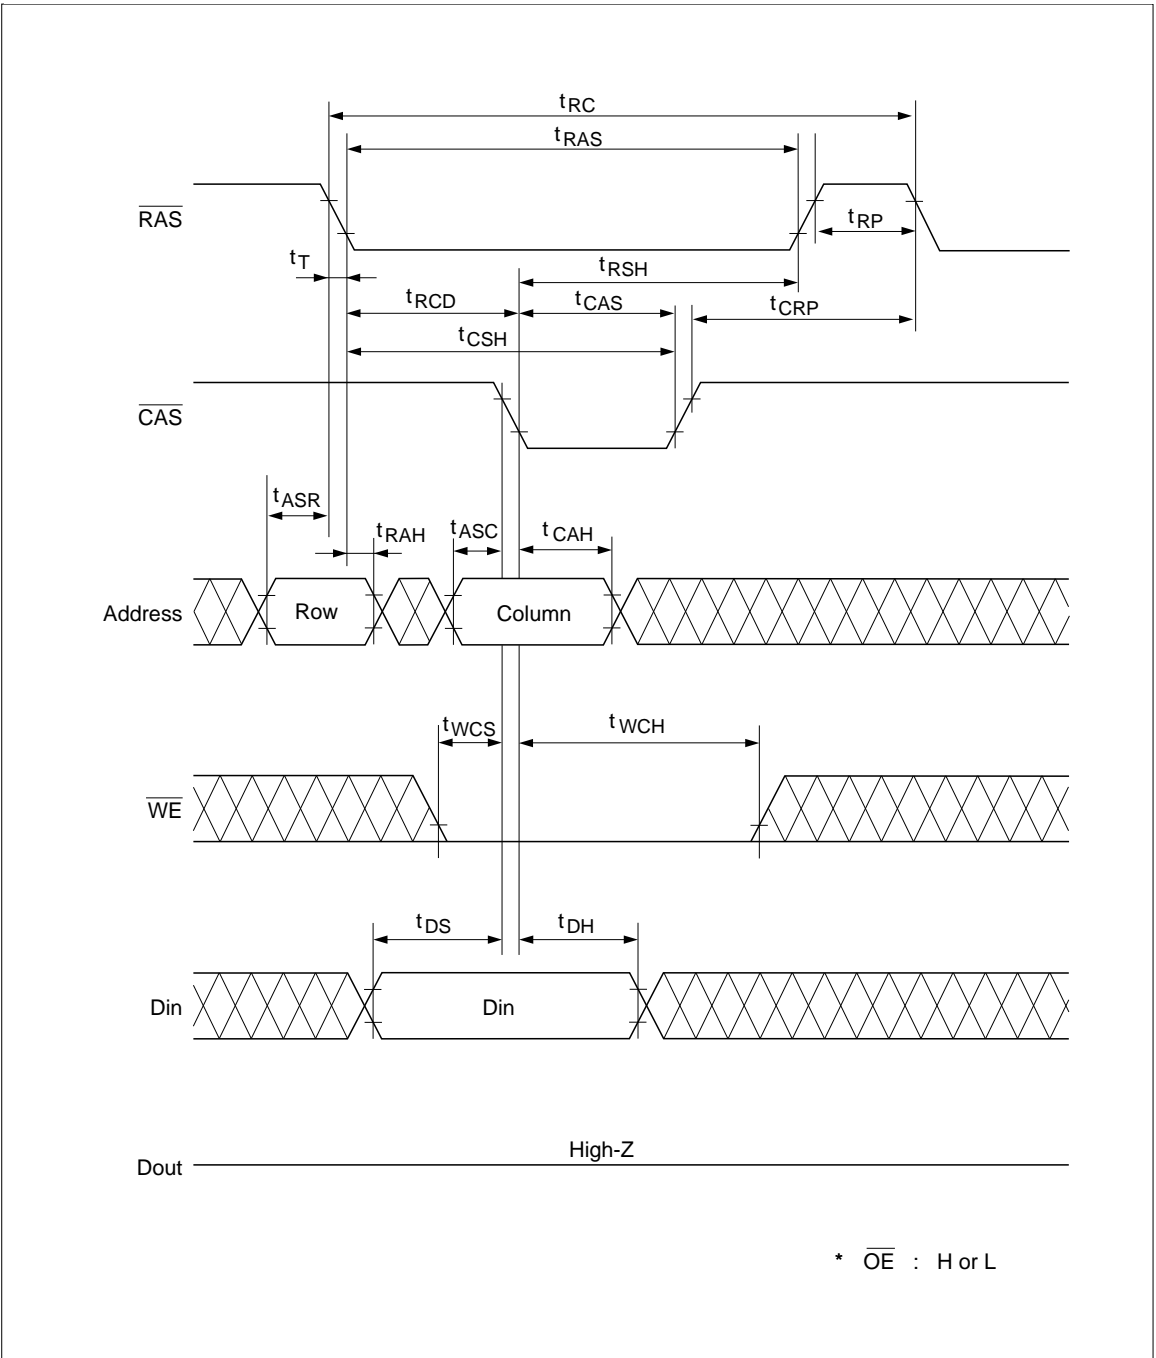 tRC
tRAS
RAS
tRP
tT
tRSH
tRCD
tCAS
tCRP
tCSH
CAS
tASR
tRAH
tASC
tCAH
Address
Row
Column
tWCS
tWCH
WE
tDS
tDH
Din
Din
High-Z
Dout
* OE : H or L